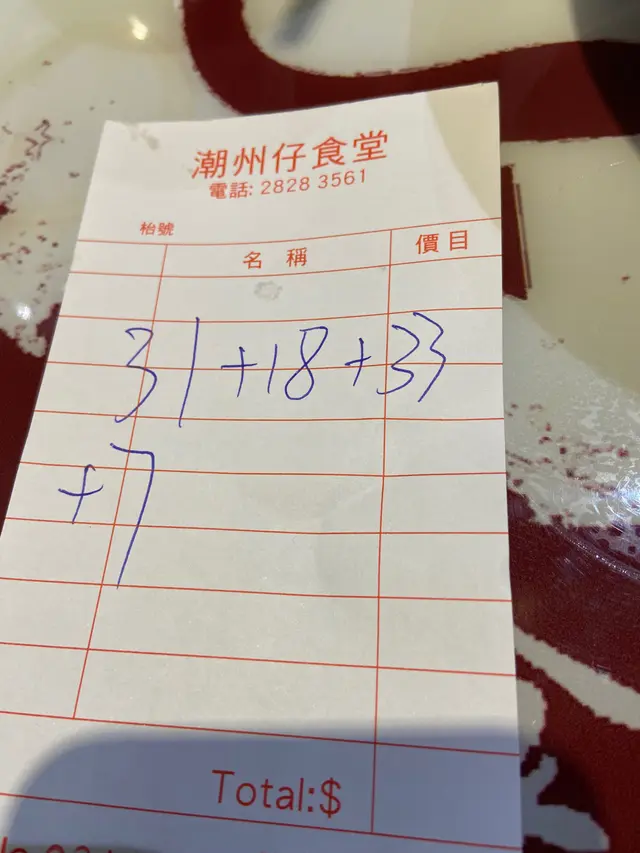 潮州仔食堂
電話: 2828 3561
枱號
名稱 價目
31+18+33
+7
Total:$